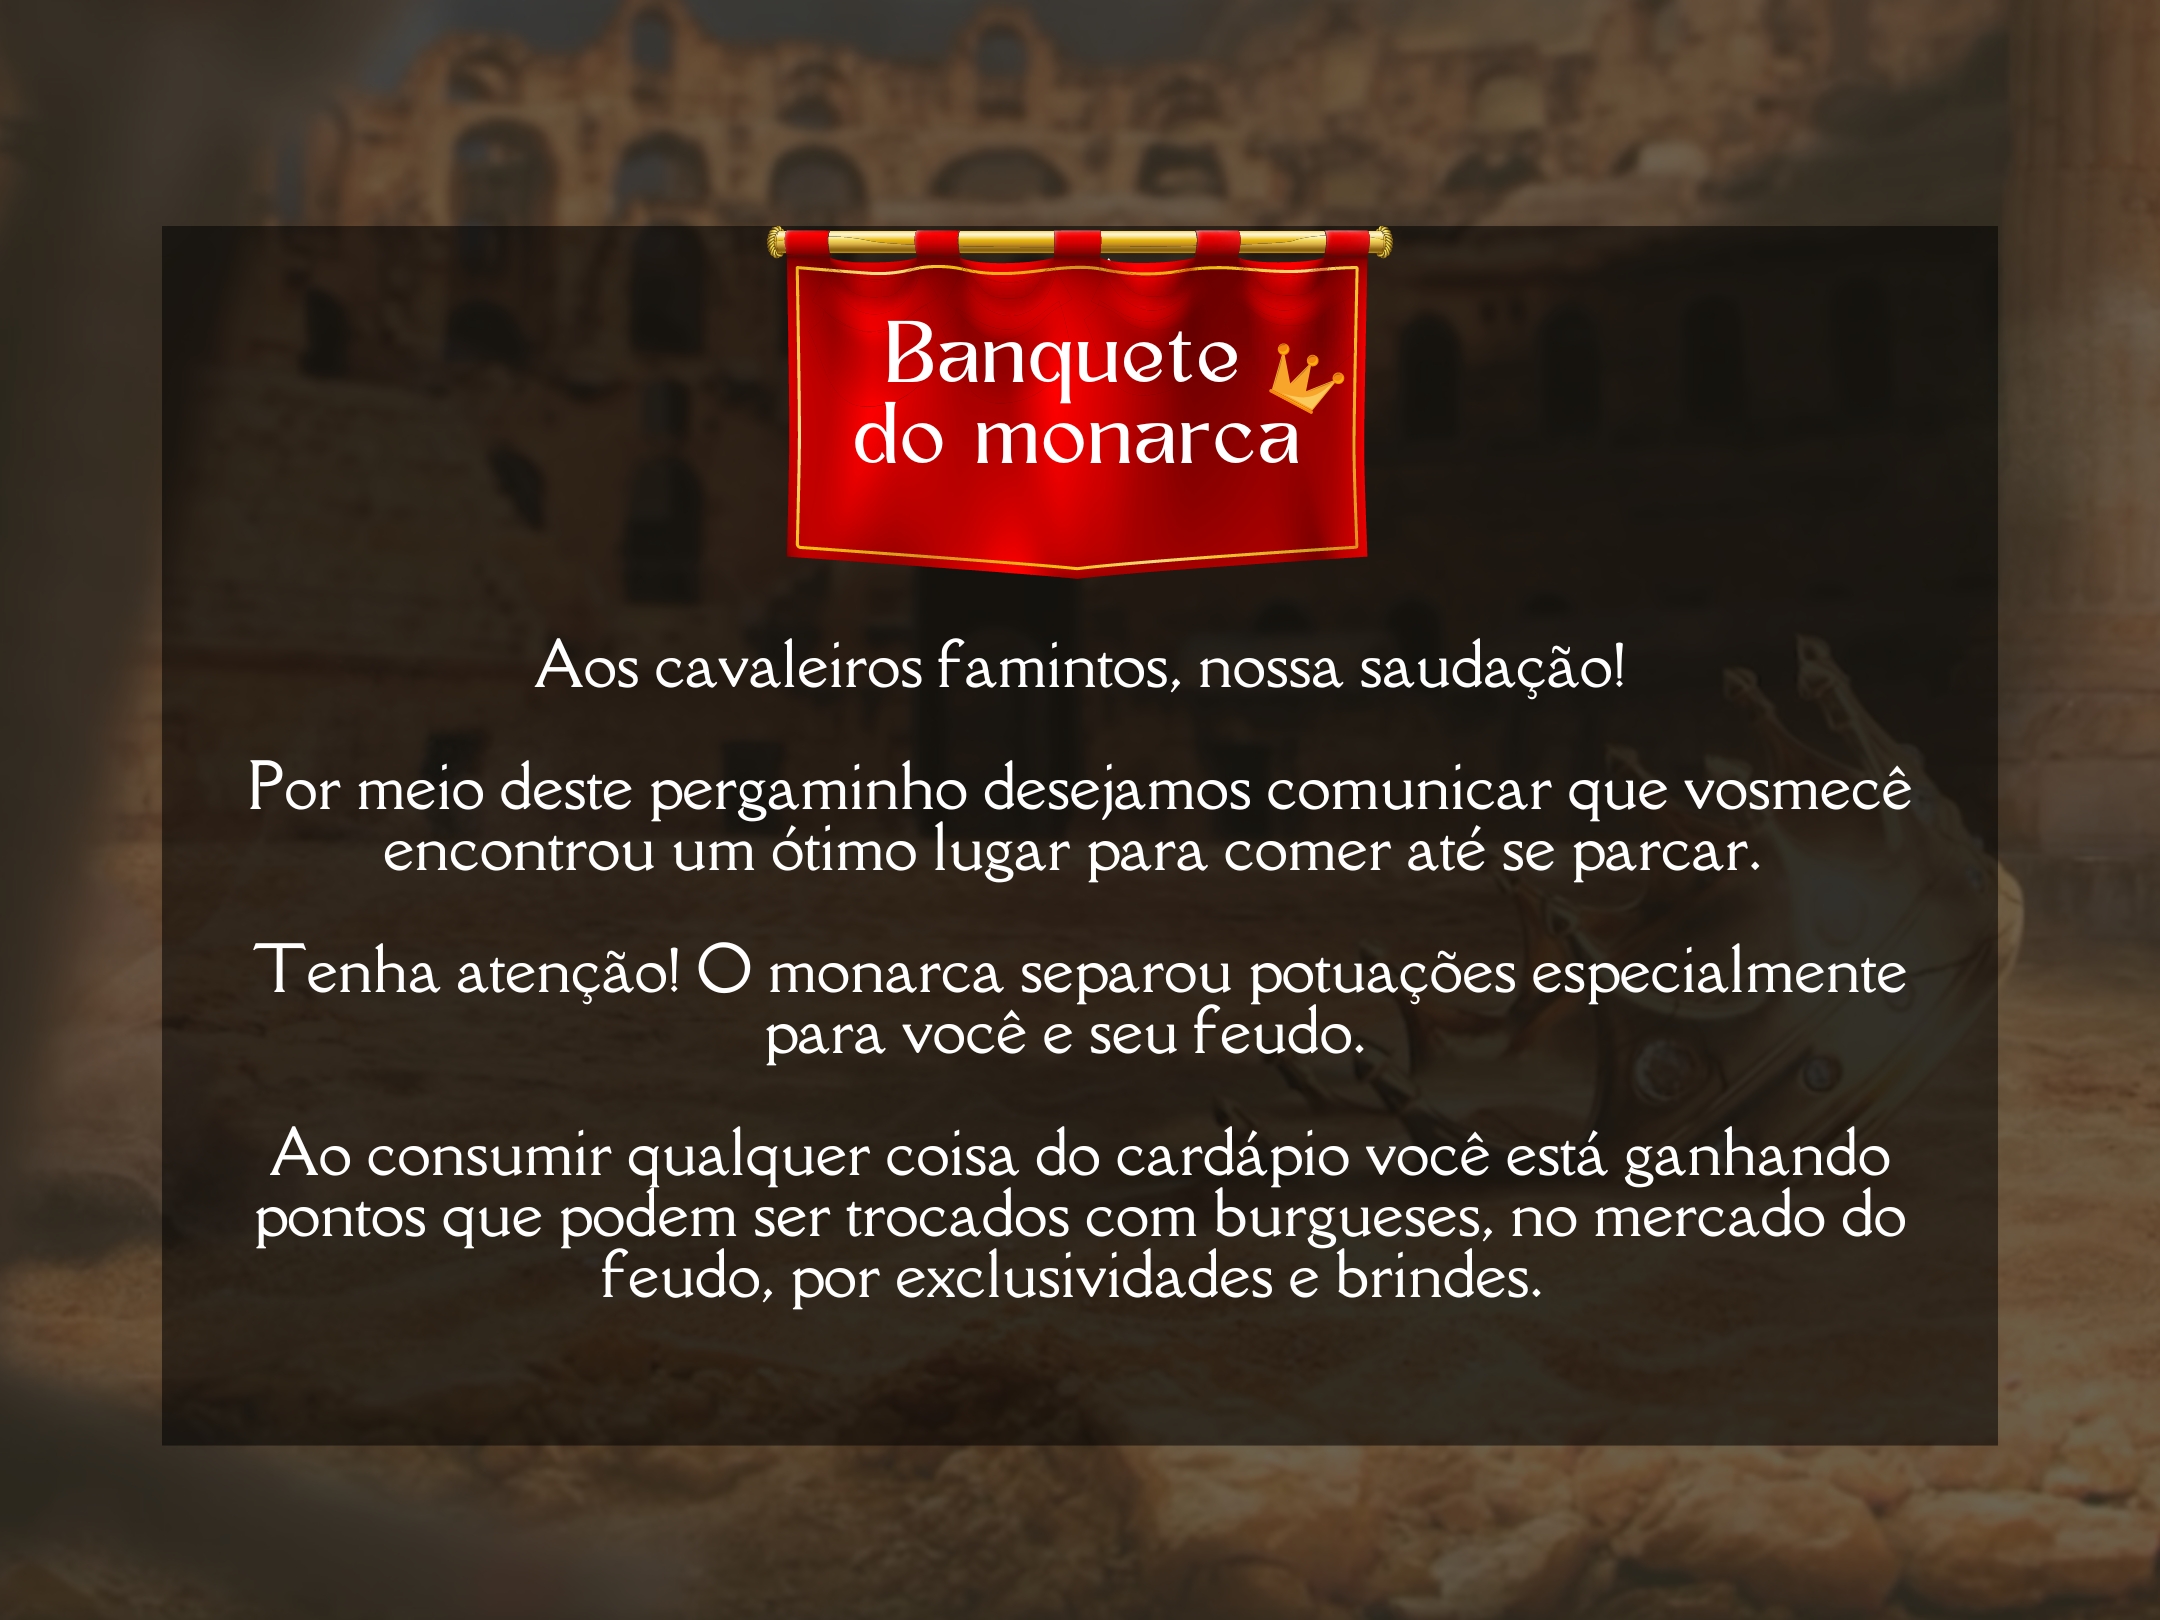 Banquete
do monarca
Aos cavaleiros famintos, nossa saudação!
Por meio deste pergaminho desejamos comunicar que vosmecê
encontrou um ótimo lugar para comer até se parcar.
Tenha atenção! O monarca separou potuações especialmente
para você e seu feudo.
Ao consumir qualquer coisa do cardápio você está ganhando
pontos que podem ser trocados com burgueses, no mercado do
feudo, por exclusividades e brindes.